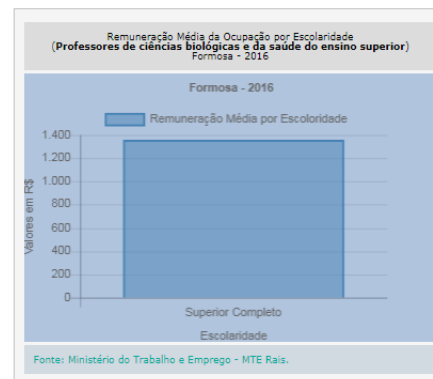 Remuneração Média da Ocupação por Escolaridade
(Professores de ciências biológicas e da saúde do ensino superior)
Formosa - 2016
Formosa - 2016
Remuneração Média por Escoloridade
Valores em R$
1.400
1.200
1.000
800
600
400
200
0
Superior Completo
Escolaridade
Fonte: Ministério do Trabalho e Emprego - MTE Rais.